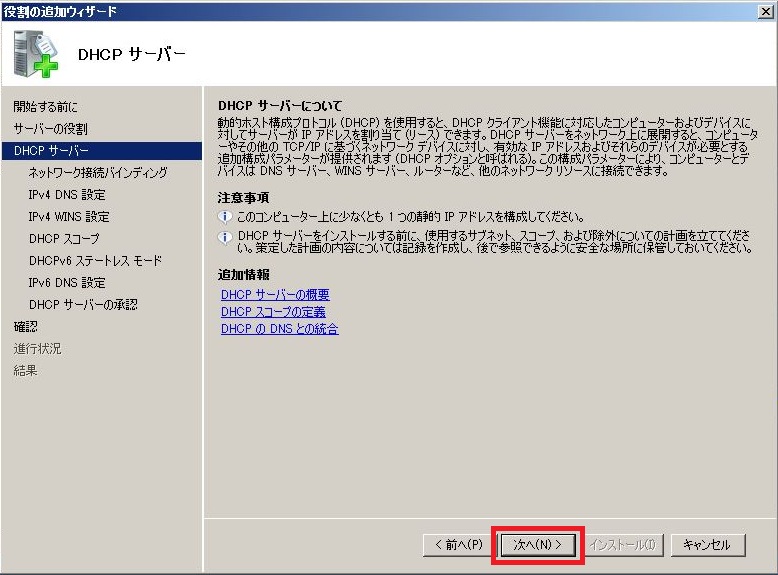 役割の追加ウィザード
DHCP サーバー
開始する前に
サーバーの役割
DHCP サーバー
ネットワーク接続バインディング
IPv4 DNS 設定
IPv4 WINS 設定
DHCP スコープ
DHCPv6 ステートレス モード
IPv6 DNS 設定
DHCP サーバーの承認
確認
進行状況
結果
DHCP サーバーについて
動的ホスト構成プロトコル (DHCP) を使用すると、DHCP クライアント機能に対応したコンピューターおよびデバイスに
対してサーバーが IP アドレスを割り当て (リース) できます。DHCP サーバーをネットワーク上に展開すると、コンピュータ
ーやその他の TCP/IP に基づくネットワーク デバイスに対し、有効な IP アドレスおよびそれらのデバイスが必要とする
追加構成パラメーターが提供されます (DHCP オプションと呼ばれる)。この構成パラメーターにより、コンピューターとデ
バイスは DNS サーバー、WINS サーバー、ルーターなど、他のネットワーク リソースに接続できます。
注意事項
このコンピューター上に少なくとも 1 つの静的 IP アドレスを構成してください。
DHCP サーバーをインストールする前に、使用するサブネット、スコープ、および除外についての計画を立ててくださ
い。策定した計画の内容については記録を作成し、後で参照できるように安全な場所に保管しておいてください。
追加情報
DHCP サーバーの概要
DHCP スコープの定義
DHCP の DNS との統合
< 前へ(P)
次へ(N) >
インストール(I)
キャンセル